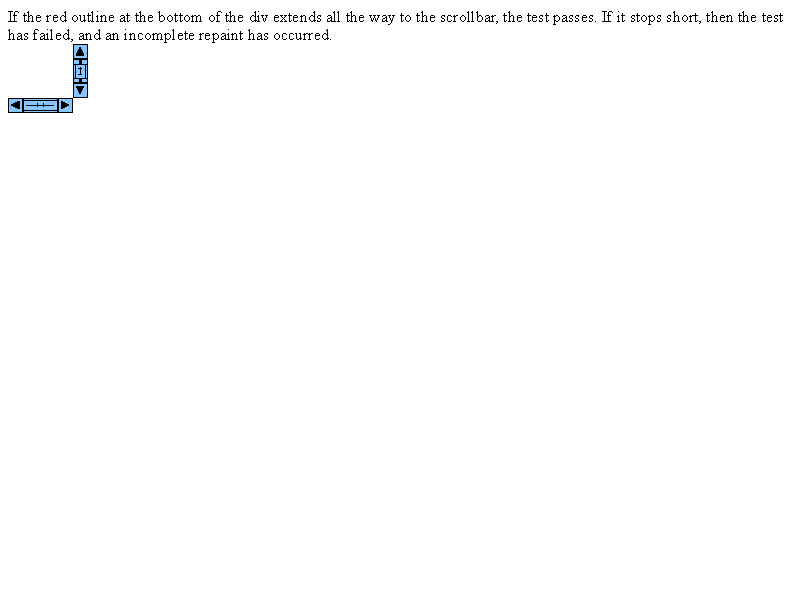 If the red outline at the bottom of the div extends all the way to the scrollbar, the test passes. If it stops short, then the test
has failed, and an incomplete repaint has occurred.